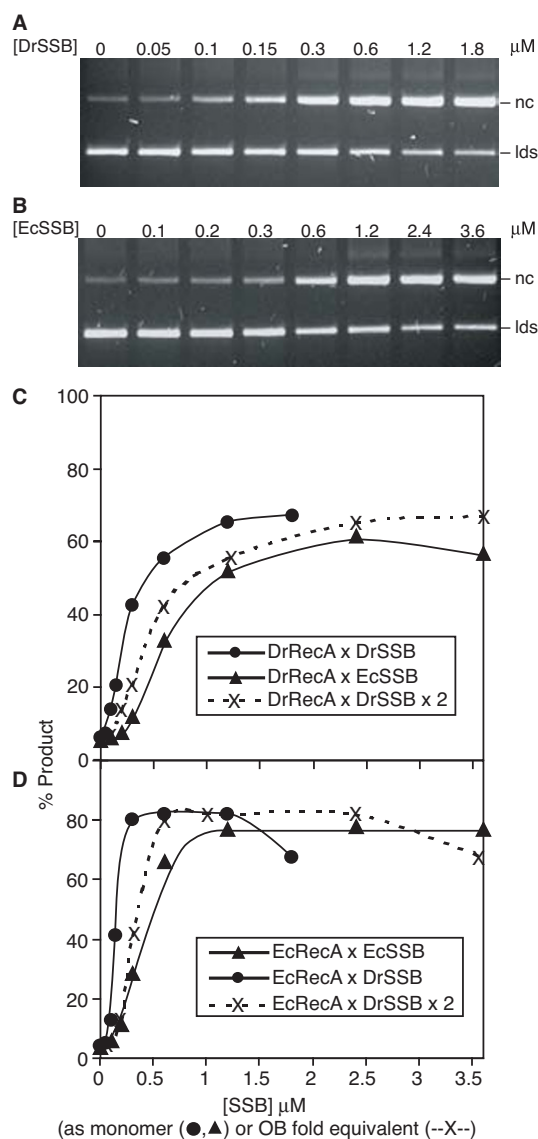 A
[DrSSB] 0 0.05 0.1 0.15 0.3 0.6 1.2 1.8 µM
nc
lds
B
[EcSSB] 0 0.1 0.2 0.3 0.6 1.2 2.4 3.6 µM
nc
lds
C
100
80
60
40
20
0
DrRecA x DrSSB
DrRecA x EcSSB
DrRecA x DrSSB x 2
% Product
D
80
60
40
20
0
EcRecA x EcSSB
EcRecA x DrSSB
EcRecA x DrSSB x 2
0 0.5 1 1.5 2 2.5 3 3.5
[SSB] µM
(as monomer (●,▲) or OB fold equivalent (--X--)